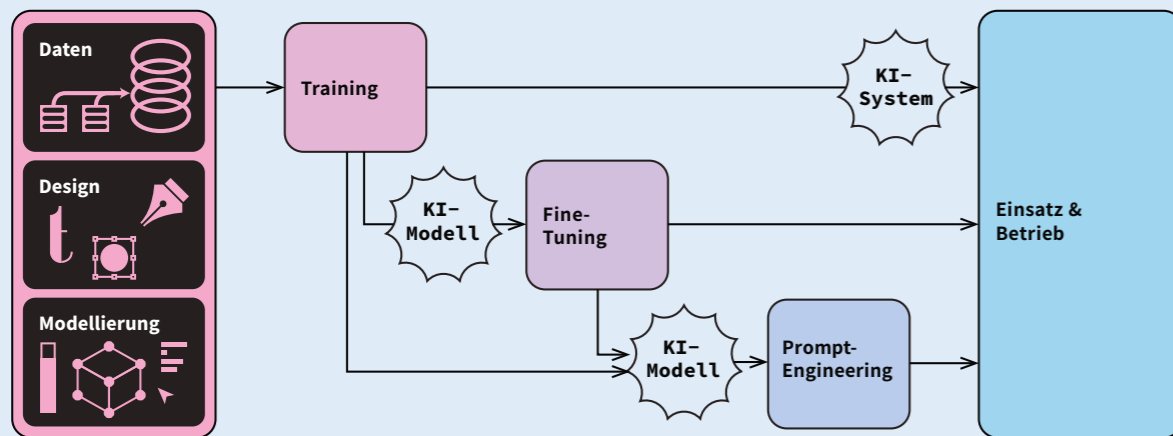 Daten
Design
Modellierung
Training
KI-
System
KI-
Modell
Fine-
Tuning
KI-
Modell
Prompt-
Engineering
Einsatz &
Betrieb